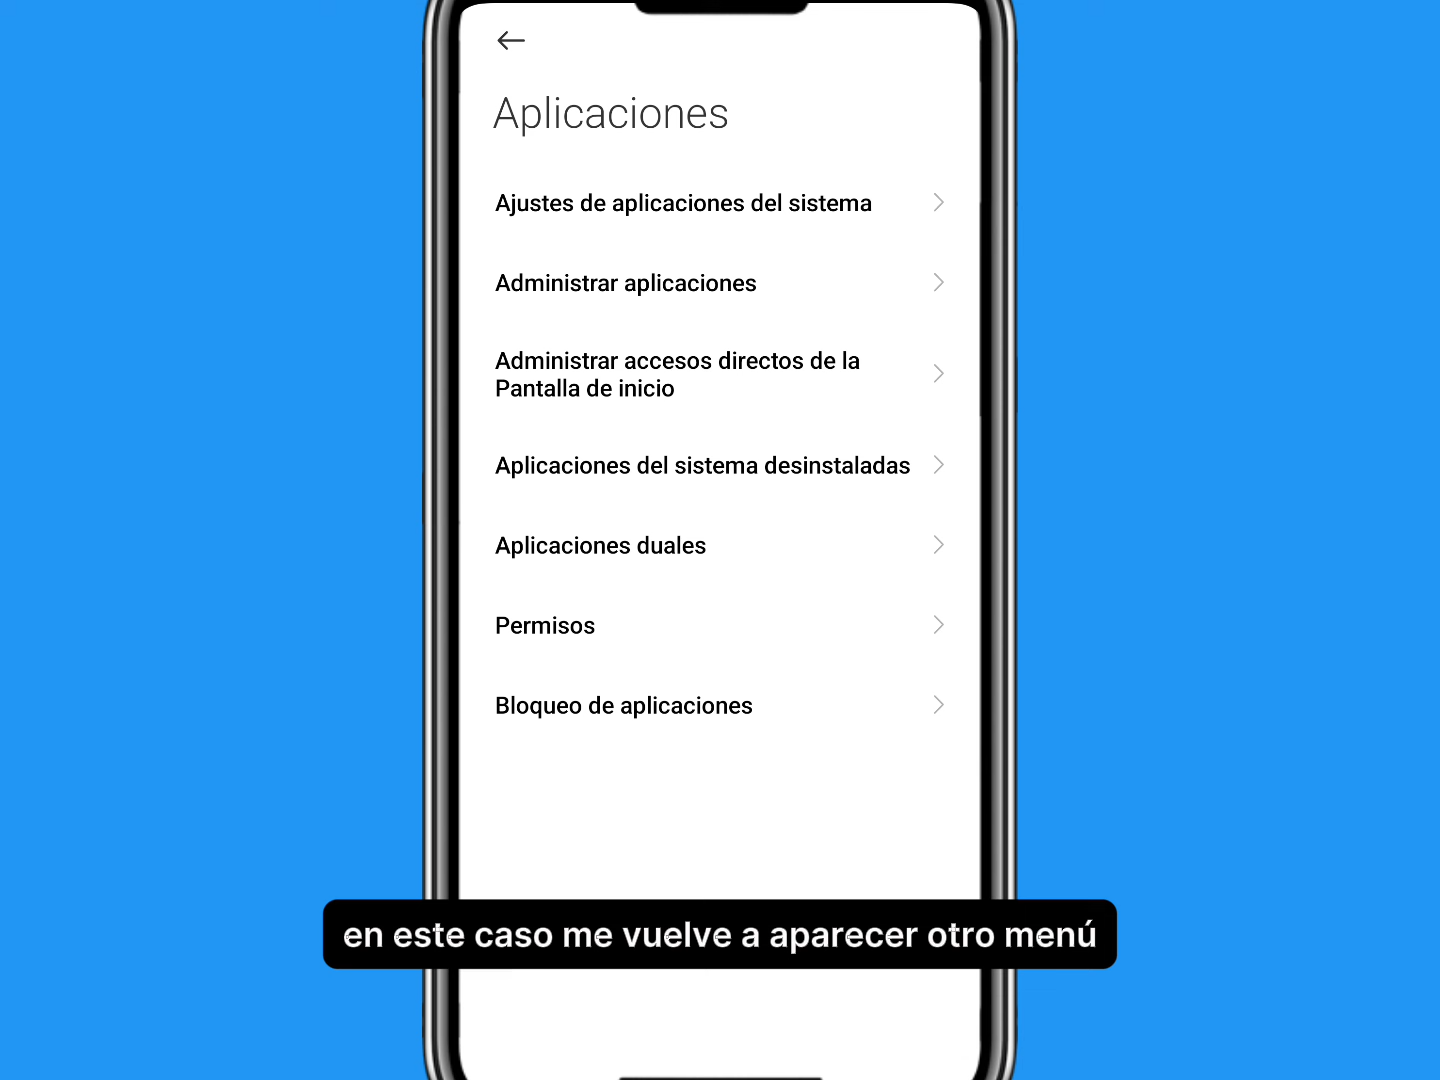 Aplicaciones
Ajustes de aplicaciones del sistema
Administrar aplicaciones
Administrar accesos directos de la
Pantalla de inicio
Aplicaciones del sistema desinstaladas
Aplicaciones duales
Permisos
Bloqueo de aplicaciones
en este caso me vuelve a aparecer otro menú